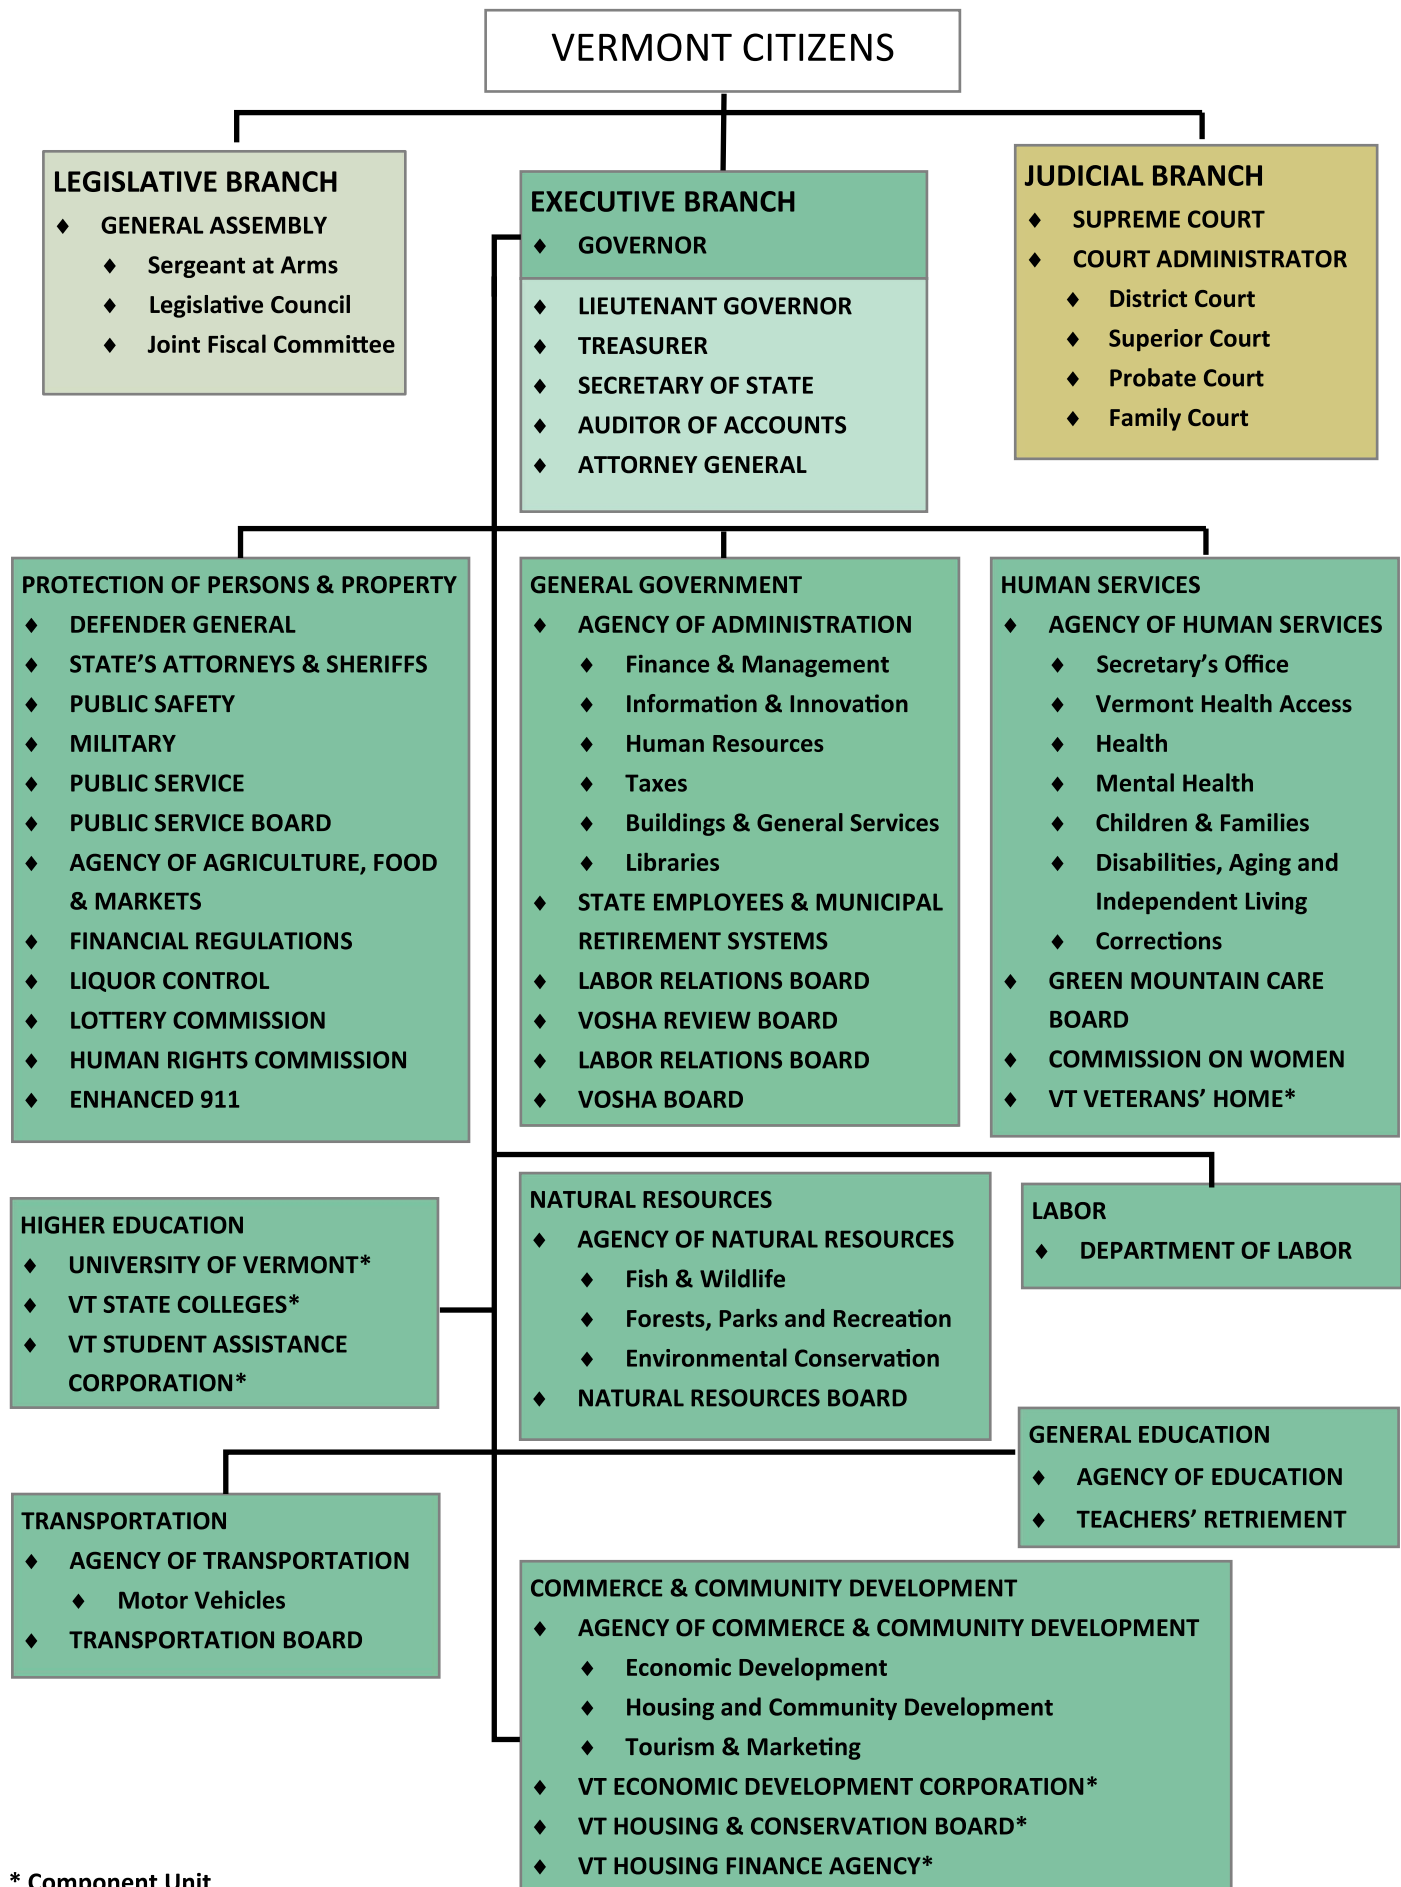 VERMONT CITIZENS
LEGISLATIVE BRANCH
♦ GENERAL ASSEMBLY
♦ Sergeant at Arms
♦ Legislative Council
♦ Joint Fiscal Committee
EXECUTIVE BRANCH
♦ GOVERNOR
♦ LIEUTENANT GOVERNOR
♦ TREASURER
♦ SECRETARY OF STATE
♦ AUDITOR OF ACCOUNTS
♦ ATTORNEY GENERAL
JUDICIAL BRANCH
♦ SUPREME COURT
♦ COURT ADMINISTRATOR
♦ District Court
♦ Superior Court
♦ Probate Court
♦ Family Court
PROTECTION OF PERSONS & PROPERTY
♦ DEFENDER GENERAL
♦ STATE’S ATTORNEYS & SHERIFFS
♦ PUBLIC SAFETY
♦ MILITARY
♦ PUBLIC SERVICE
♦ PUBLIC SERVICE BOARD
♦ AGENCY OF AGRICULTURE, FOOD
& MARKETS
♦ FINANCIAL REGULATIONS
♦ LIQUOR CONTROL
♦ LOTTERY COMMISSION
♦ HUMAN RIGHTS COMMISSION
♦ ENHANCED 911
GENERAL GOVERNMENT
♦ AGENCY OF ADMINISTRATION
♦ Finance & Management
♦ Information & Innovation
♦ Human Resources
♦ Taxes
♦ Buildings & General Services
♦ Libraries
♦ STATE EMPLOYEES & MUNICIPAL
RETIREMENT SYSTEMS
♦ LABOR RELATIONS BOARD
♦ VOSHA REVIEW BOARD
♦ LABOR RELATIONS BOARD
♦ VOSHA BOARD
HUMAN SERVICES
♦ AGENCY OF HUMAN SERVICES
♦ Secretary’s Office
♦ Vermont Health Access
♦ Health
♦ Mental Health
♦ Children & Families
♦ Disabilities, Aging and
Independent Living
♦ Corrections
♦ GREEN MOUNTAIN CARE
BOARD
♦ COMMISSION ON WOMEN
♦ VT VETERANS’ HOME*
HIGHER EDUCATION
♦ UNIVERSITY OF VERMONT*
♦ VT STATE COLLEGES*
♦ VT STUDENT ASSISTANCE
CORPORATION*
NATURAL RESOURCES
♦ AGENCY OF NATURAL RESOURCES
♦ Fish & Wildlife
♦ Forests, Parks and Recreation
♦ Environmental Conservation
♦ NATURAL RESOURCES BOARD
LABOR
♦ DEPARTMENT OF LABOR
GENERAL EDUCATION
♦ AGENCY OF EDUCATION
♦ TEACHERS’ RETRIEMENT
TRANSPORTATION
♦ AGENCY OF TRANSPORTATION
♦ Motor Vehicles
♦ TRANSPORTATION BOARD
COMMERCE & COMMUNITY DEVELOPMENT
♦ AGENCY OF COMMERCE & COMMUNITY DEVELOPMENT
♦ Economic Development
♦ Housing and Community Development
♦ Tourism & Marketing
♦ VT ECONOMIC DEVELOPMENT CORPORATION*
♦ VT HOUSING & CONSERVATION BOARD*
♦ VT HOUSING FINANCE AGENCY*
* Component Unit